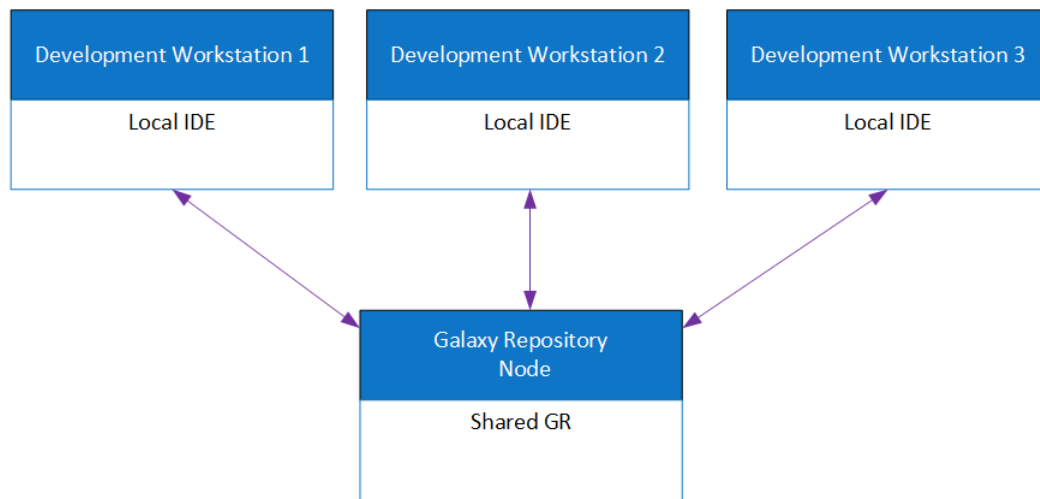 Development Workstation 1
Development Workstation 2
Development Workstation 3
Local IDE
Local IDE
Local IDE
Galaxy Repository
Node
Shared GR